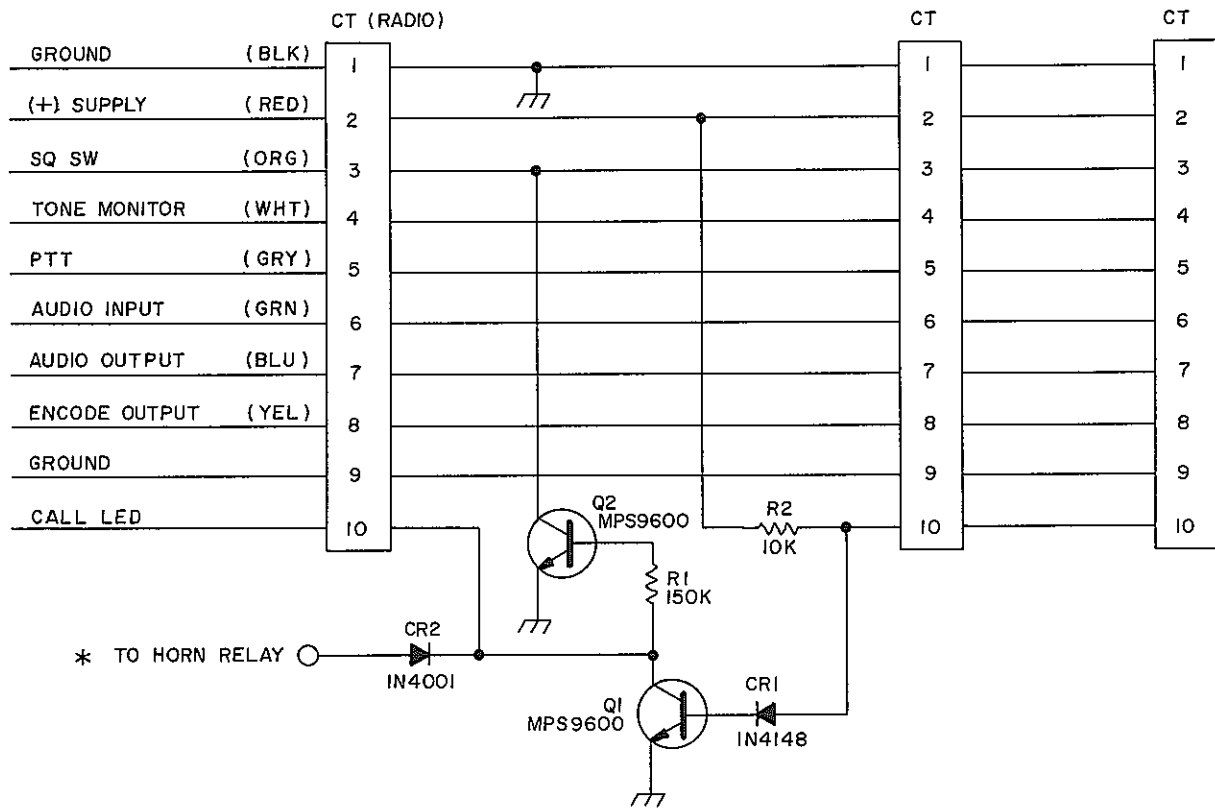 CT (RADIO)
CT
CT
GROUND (BLK)
1
1
1
(+) SUPPLY (RED)
2
2
2
SQ SW (ORG)
3
3
3
TONE MONITOR (WHT)
4
4
4
PTT (GRY)
5
5
5
AUDIO INPUT (GRN)
6
6
6
AUDIO OUTPUT (BLU)
7
7
7
ENCODE OUTPUT (YEL)
8
8
8
GROUND
9
9
9
CALL LED
10
10
10
Q2
MPS9600
R2
10K
R1
150K
CR2
* TO HORN RELAY
1N4001
Q1
MPS9600
CR1
1N4148